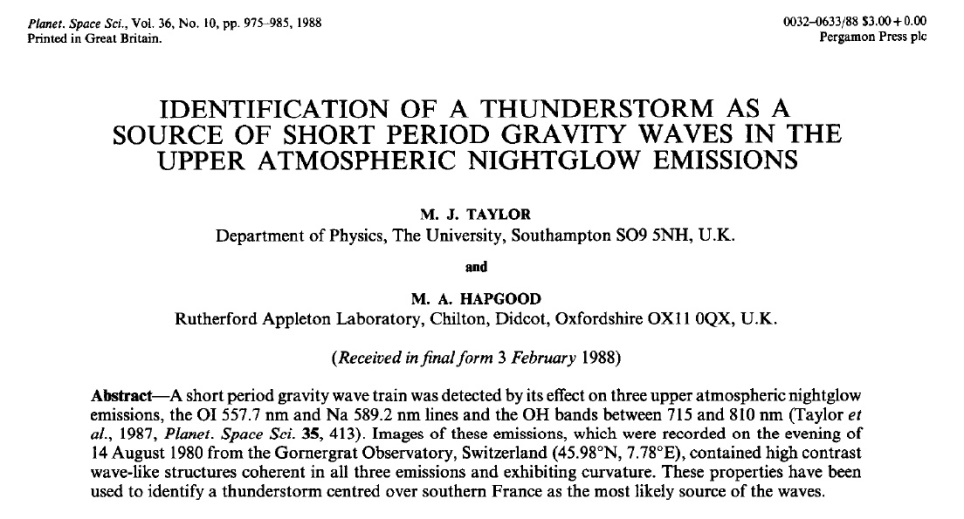 Planet. Space Sci., Vol. 36, No. 10, pp. 975–985, 1988
Printed in Great Britain.
0032–0633/88 $3.00+0.00
Pergamon Press plc
IDENTIFICATION OF A THUNDERSTORM AS A
SOURCE OF SHORT PERIOD GRAVITY WAVES IN THE
UPPER ATMOSPHERIC NIGHTGLOW EMISSIONS
M. J. TAYLOR
Department of Physics, The University, Southampton SO9 5NH, U.K.
and
M. A. HAPGOOD
Rutherford Appleton Laboratory, Chilton, Didcot, Oxfordshire OX11 0QX, U.K.
(Received in final form 3 February 1988)
Abstract—A short period gravity wave train was detected by its effect on three upper atmospheric nightglow
emissions, the OI 557.7 nm and Na 589.2 nm lines and the OH bands between 715 and 810 nm (Taylor et
al., 1987, Planet. Space Sci. 35, 413). Images of these emissions, which were recorded on the evening of
14 August 1980 from the Gornergrat Observatory, Switzerland (45.98°N, 7.78°E), contained high contrast
wave-like structures coherent in all three emissions and exhibiting curvature. These properties have been
used to identify a thunderstorm centred over southern France as the most likely source of the waves.